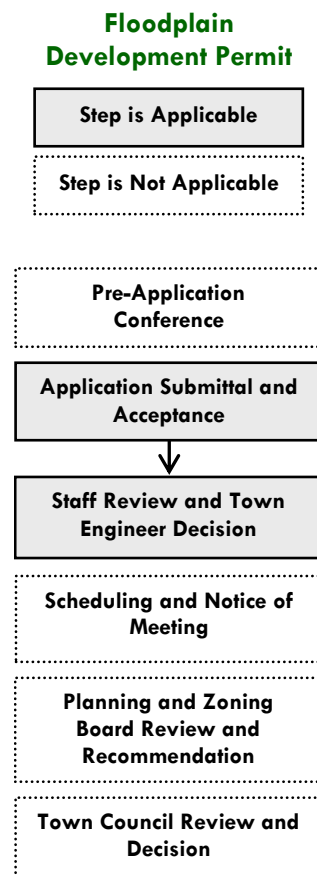 Floodplain
Development Permit
Step is Applicable
Step is Not Applicable
Pre-Application
Conference
Application Submittal and
Acceptance
Staff Review and Town
Engineer Decision
Scheduling and Notice of
Meeting
Planning and Zoning
Board Review and
Recommendation
Town Council Review and
Decision